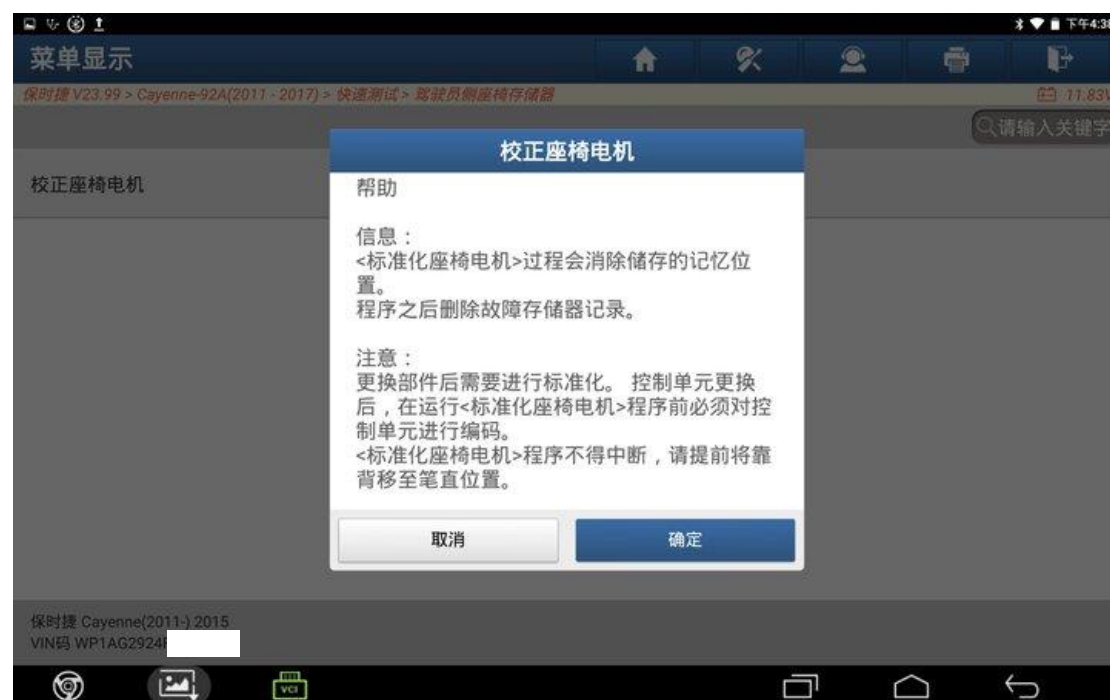 下午4:38
菜单显示
保时捷 V23.99 > Cayenne-92A(2011 - 2017) > 快速测试 > 驾驶员侧座椅存储器
11.83V
请输入关键字
校正座椅电机
校正座椅电机
帮助
信息：
<标准化座椅电机>过程会消除储存的记忆位
置。
程序之后删除故障存储器记录。
注意：
更换部件后需要进行标准化。 控制单元更换
后，在运行<标准化座椅电机>程序前必须对控
制单元进行编码。
<标准化座椅电机>程序不得中断，请提前将靠
背移至笔直位置。
取消
确定
保时捷 Cayenne(2011-) 2015
VIN码 WP1AG2924F
VCI